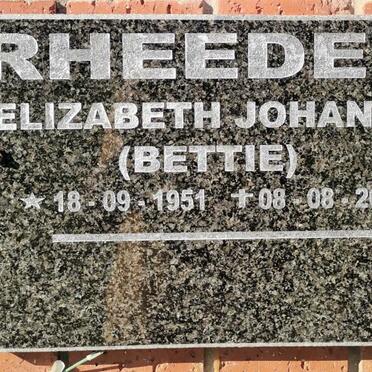 RHEEDE
ELIZABETH JOHAN
(BETTIE)
★ 18 - 09 - 1951 ✝ 08 - 08 - 2